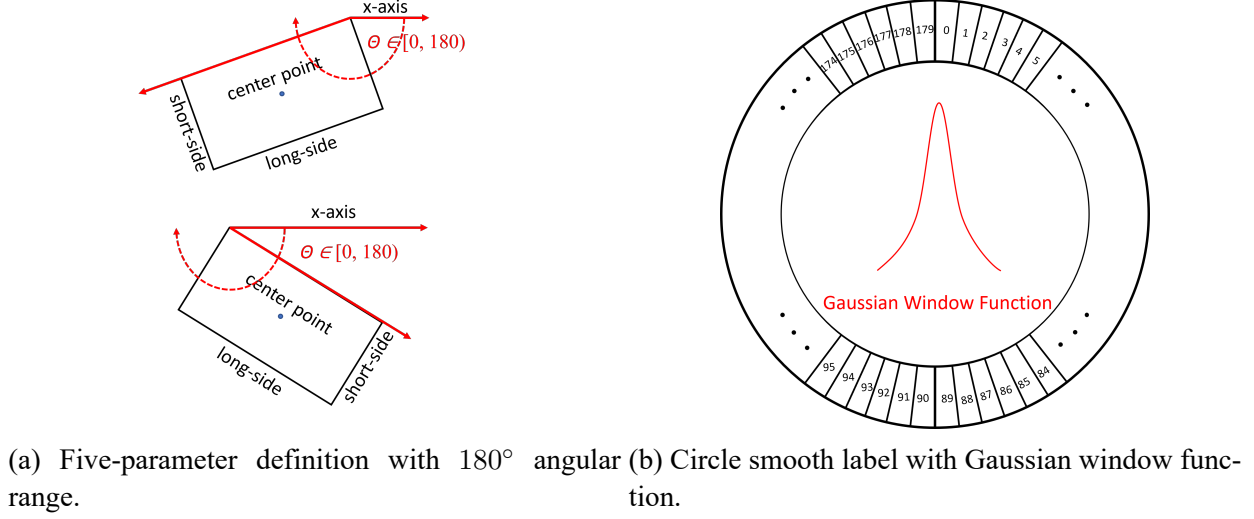 x-axis
Θ ∈ [0, 180)
center point
short-side
long-side
x-axis
Θ ∈ [0, 180)
center point
long-side
short-side
174 175 176 177 178 179 0 1 2 3 4 5
Gaussian Window Function
95 94 93 92 91 90 89 88 87 86 85 84
(a) Five-parameter definition with 180° angular
range.
(b) Circle smooth label with Gaussian window func-
tion.